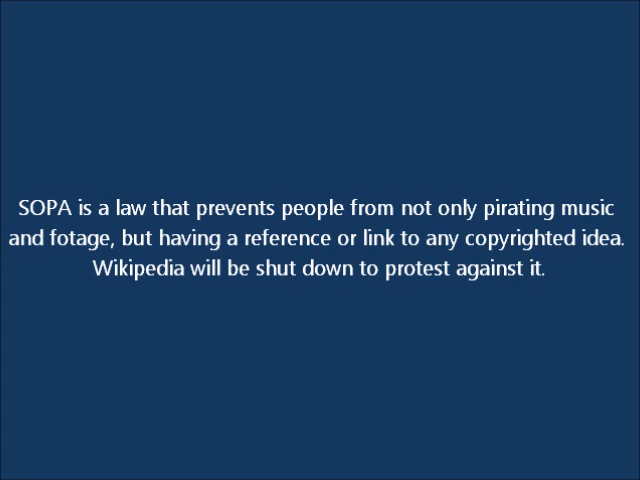 SOPA is a law that prevents people from not only pirating music
and fotage, but having a reference or link to any copyrighted idea.
Wikipedia will be shut down to protest against it.